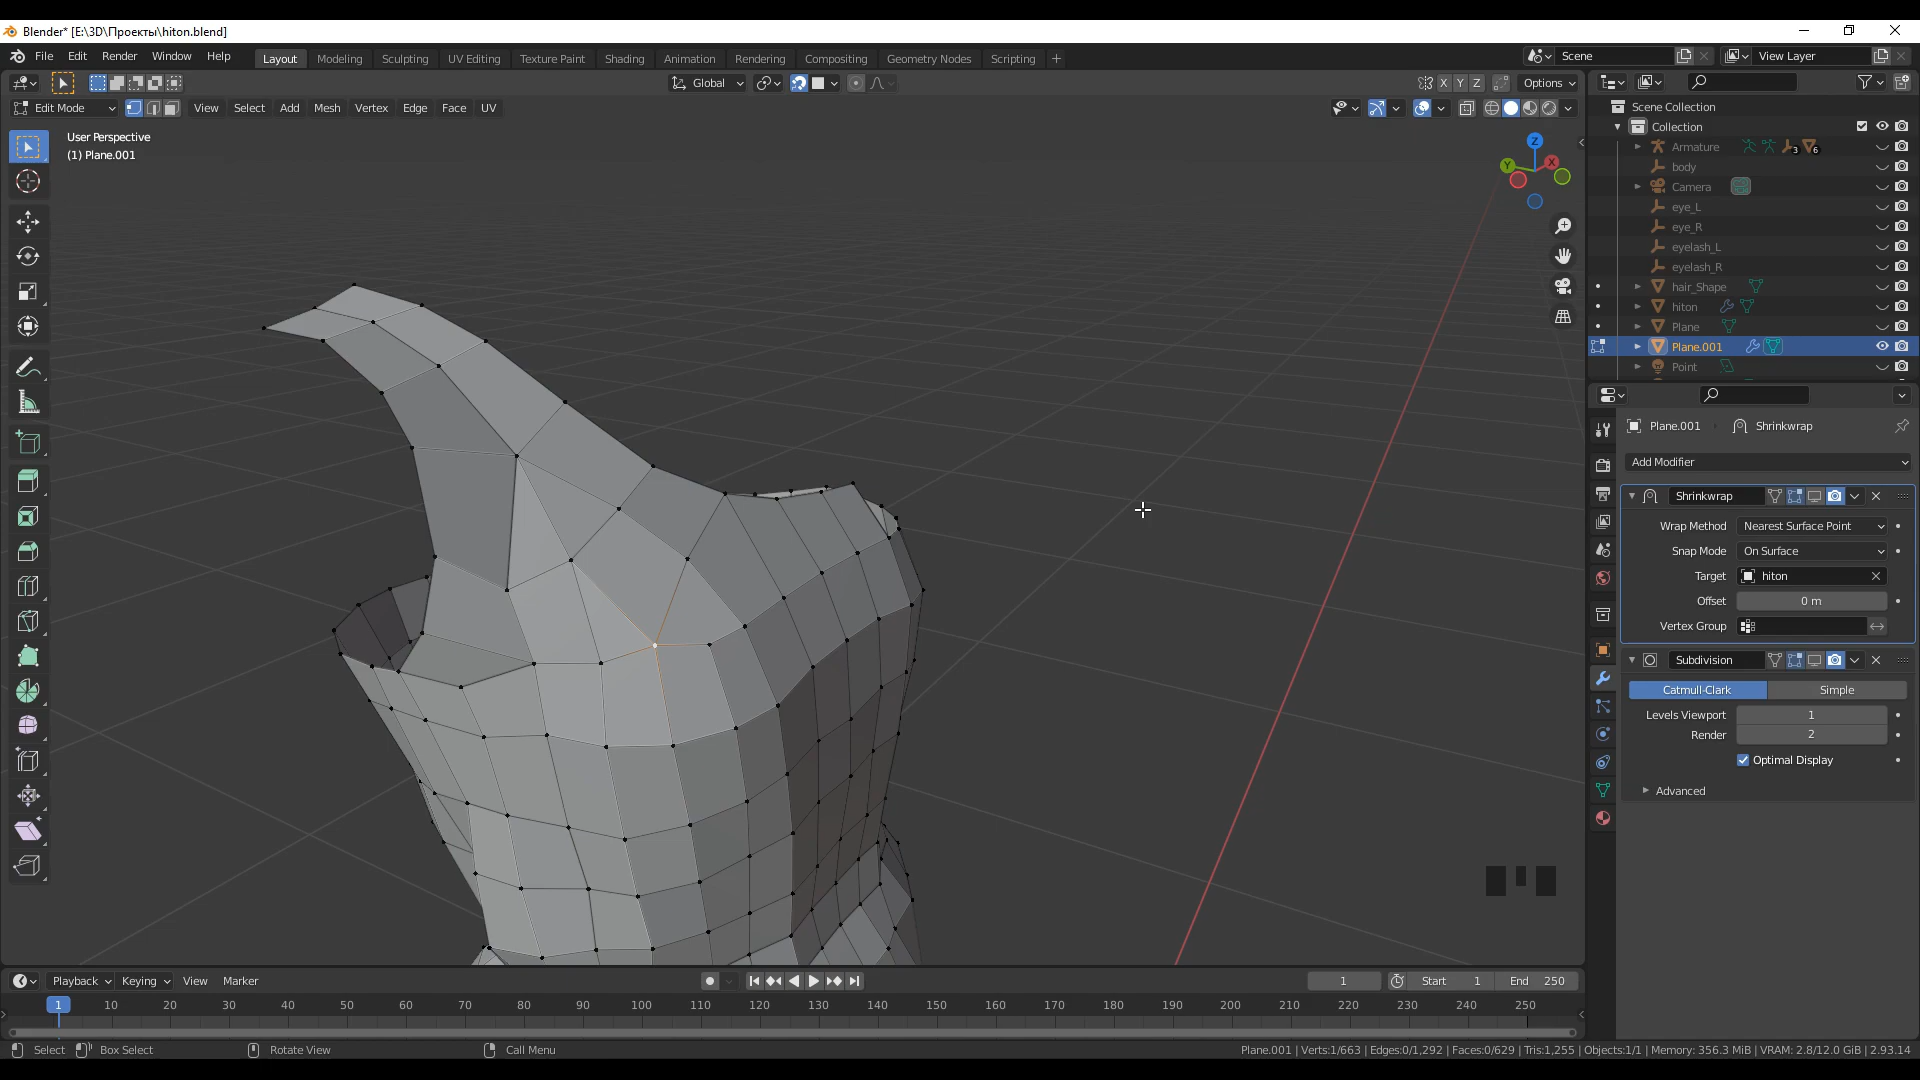 Blender* [E:\3D\Проекты\hiton.blend]
File Edit Render Window Help Layout Modeling Sculpting UV Editing Texture Paint Shading Animation Rendering Compositing Geometry Nodes Scripting + Scene View Layer
Global X Y Z Options
Edit Mode View Select Add Mesh Vertex Edge Face UV
User Perspective
(1) Plane.001
Z
Y X
Scene Collection
Collection
Armature 3 6
body
Camera
eye_L
eye_R
eyelash_L
eyelash_R
hair_Shape
hiton
Plane
Plane.001
Point
Plane.001 Shrinkwrap
Add Modifier
Shrinkwrap
Wrap Method Nearest Surface Point
Snap Mode On Surface
Target hiton
Offset 0 m
Vertex Group
Subdivision
Catmull-Clark Simple
Levels Viewport 1
Render 2
Optimal Display
Advanced
Playback Keying View Marker 1 Start 1 End 250
1 10 20 30 40 50 60 70 80 90 100 110 120 130 140 150 160 170 180 190 200 210 220 230 240 250
Select Box Select Rotate View Call Menu Plane.001 | Verts:1/663 | Edges:0/1,292 | Faces:0/629 | Tris:1,255 | Objects:1/1 | Memory: 356.3 MiB | VRAM: 2.8/12.0 GiB | 2.93.14